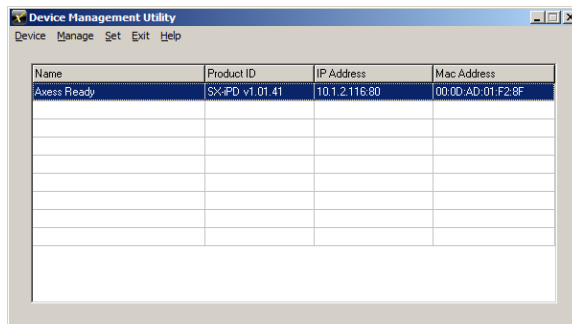 Device Management Utility
Device Manage Set Exit Help
Name Product ID IP Address Mac Address
Axess Ready SX-iPD v1.01.41 10.1.2.116:80 00:0D:AD:01:F2:8F